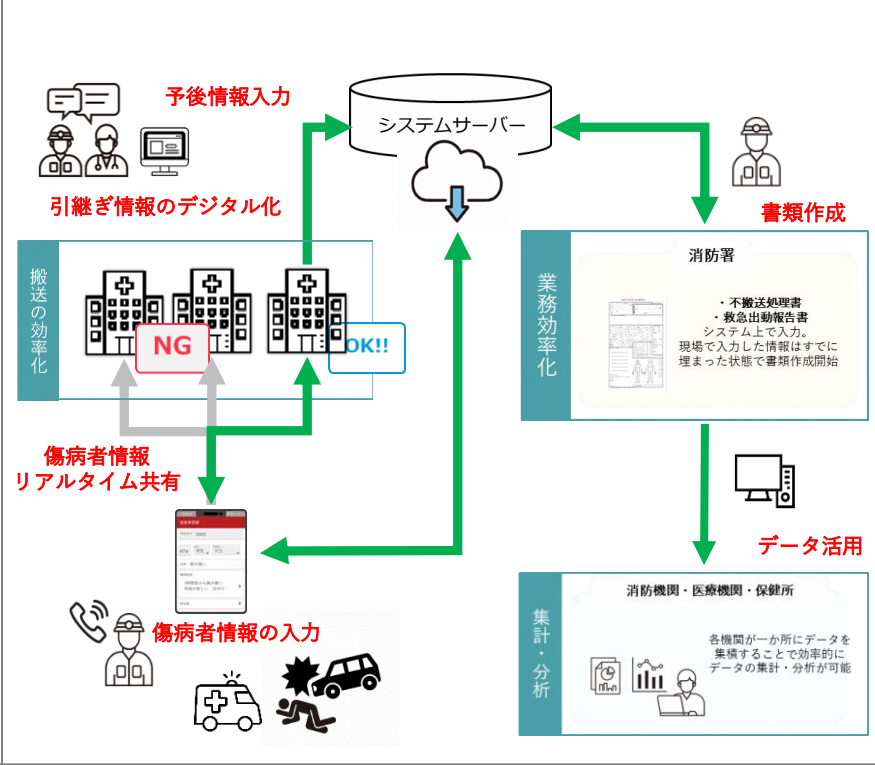 予後情報入力
システムサーバー
引継ぎ情報のデジタル化
書類作成
搬送の効率化
NG
OK!!
業務効率化
消防署
・不搬送処理書
・救急出動報告書
システム上で入力。
現場で入力した情報はすでに
埋まった状態で書類作成開始
傷病者情報
リアルタイム共有
データ活用
傷病者情報の入力
集計・分析
消防機関・医療機関・保健所
各機関が一か所にデータを
集積することで効率的に
データの集計・分析が可能